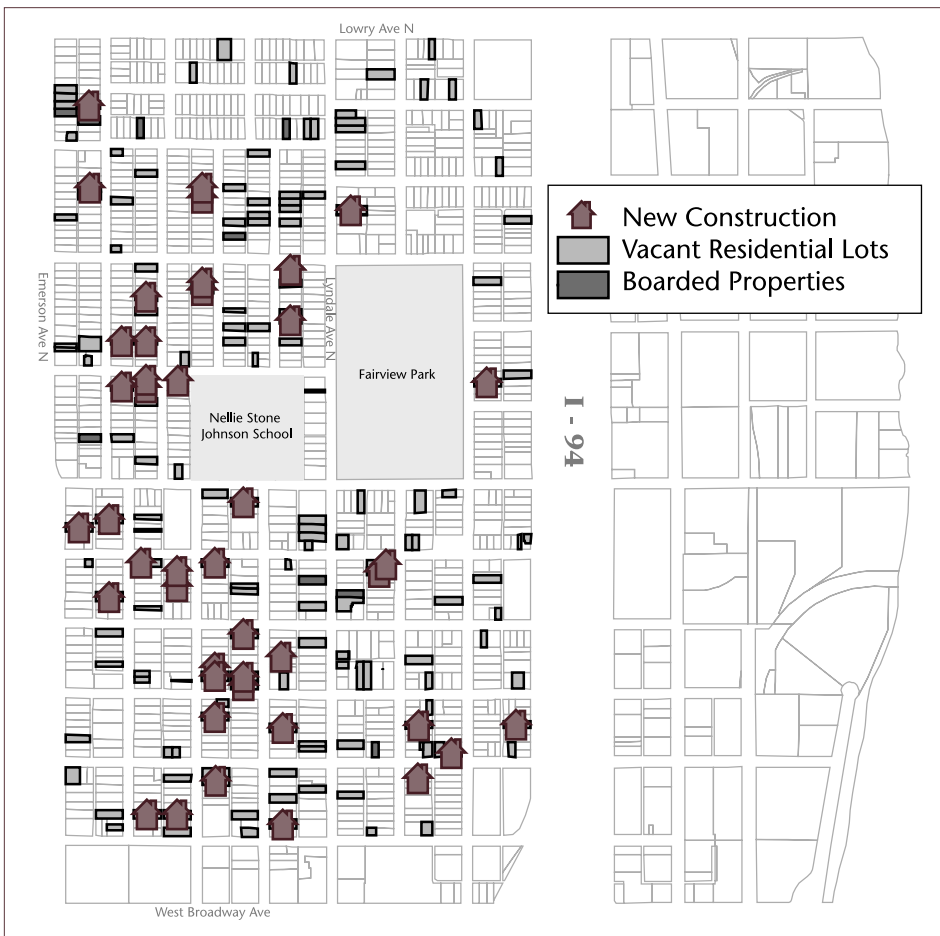 Lowry Ave N
New Construction
Vacant Residential Lots
Boarded Properties
Emerson Ave N
Lyndale Ave N
Fairview Park
Nellie Stone
Johnson School
I - 94
West Broadway Ave